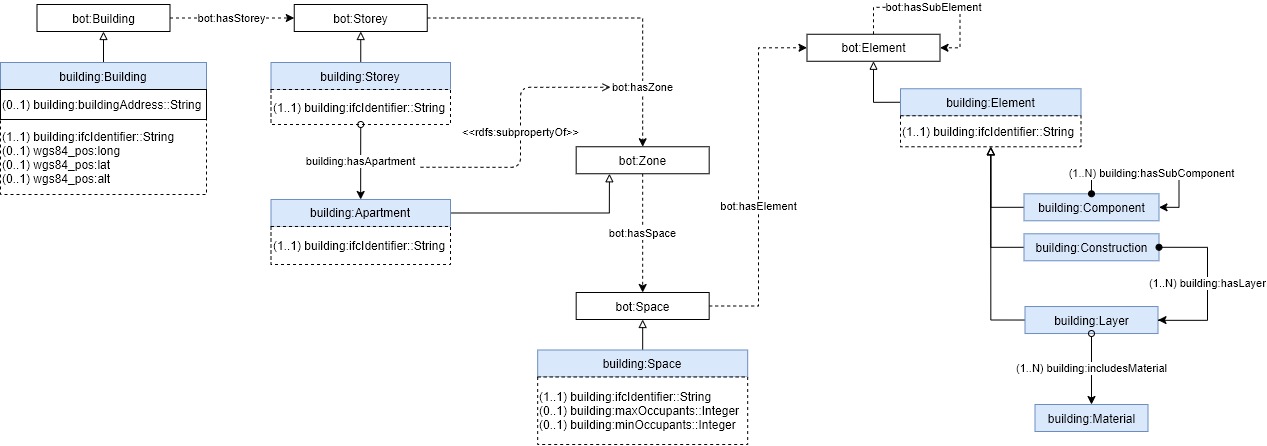 bot:Building
bot:hasStorey
bot:Storey
building:Building
(0..1) building:buildingAddress::String
(1..1) building:ifcIdentifier::String
(0..1) wgs84_pos:long
(0..1) wgs84_pos:lat
(0..1) wgs84_pos:alt
building:Storey
(1..1) building:ifcIdentifier::String
<<rdfs:subpropertyOf>>
building:hasApartment
building:Apartment
(1..1) building:ifcIdentifier::String
bot:hasZone
bot:Zone
bot:hasSpace
bot:Space
building:Space
(1..1) building:ifcIdentifier::String
(0..1) building:maxOccupants::Integer
(0..1) building:minOccupants::Integer
bot:hasElement
bot:hasSubElement
bot:Element
building:Element
(1..1) building:ifcIdentifier::String
(1..N) building:hasSubComponent
building:Component
building:Construction
(1..N) building:hasLayer
building:Layer
(1..N) building:includesMaterial
building:Material